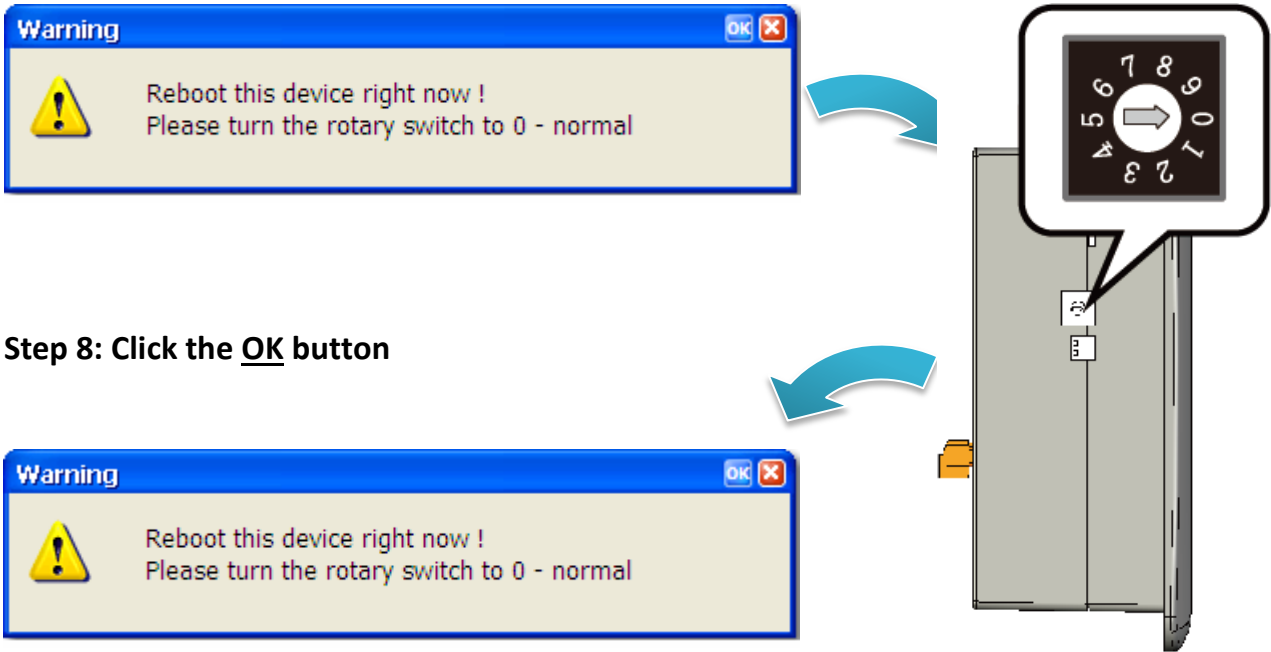 Warning
OK
Reboot this device right now !
Please turn the rotary switch to 0 - normal
7 8 9 0 1 2 3 4 5 6
Step 8: Click the OK button
Warning
OK
Reboot this device right now !
Please turn the rotary switch to 0 - normal